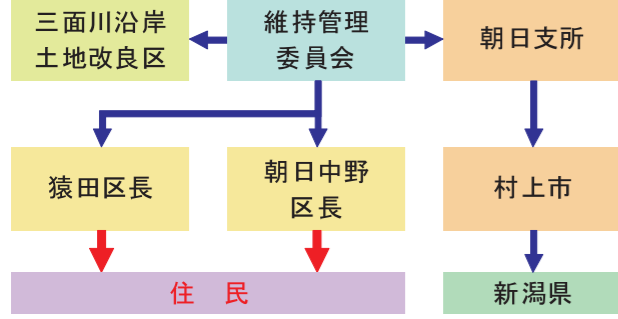 三面川沿岸
土地改良区
維持管理
委員会
朝日支所
猿田区長
朝日中野
区長
村上市
住　民
新潟県